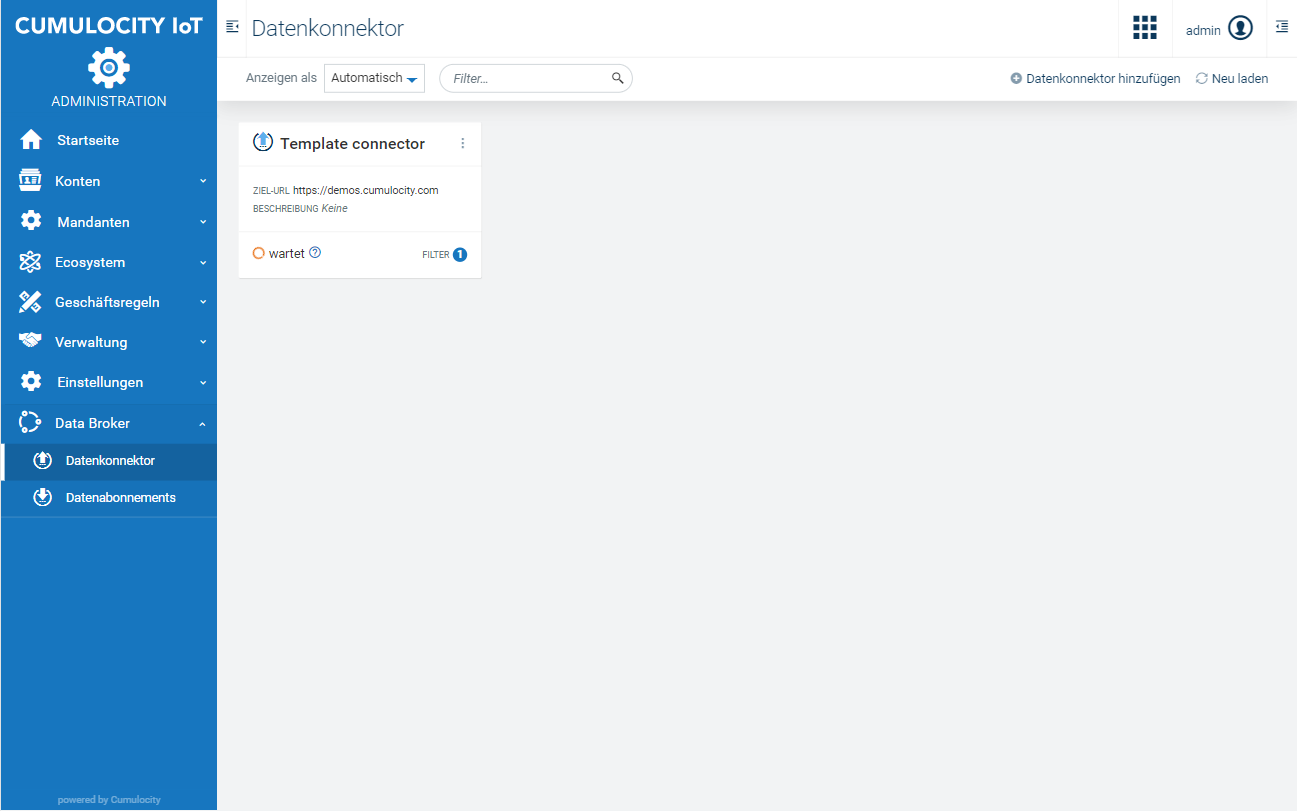 CUMULOCITY IoT
ADMINISTRATION
Startseite
Konten
Mandanten
Ecosystem
Geschäftsregeln
Verwaltung
Einstellungen
Data Broker
Datenkonnektor
Datenabonnements
powered by Cumulocity
Datenkonnektor
admin
Anzeigen als Automatisch Filter... Datenkonnektor hinzufügen Neu laden
Template connector
ZIEL-URL https://demos.cumulocity.com
BESCHREIBUNG Keine
wartet ? FILTER 1